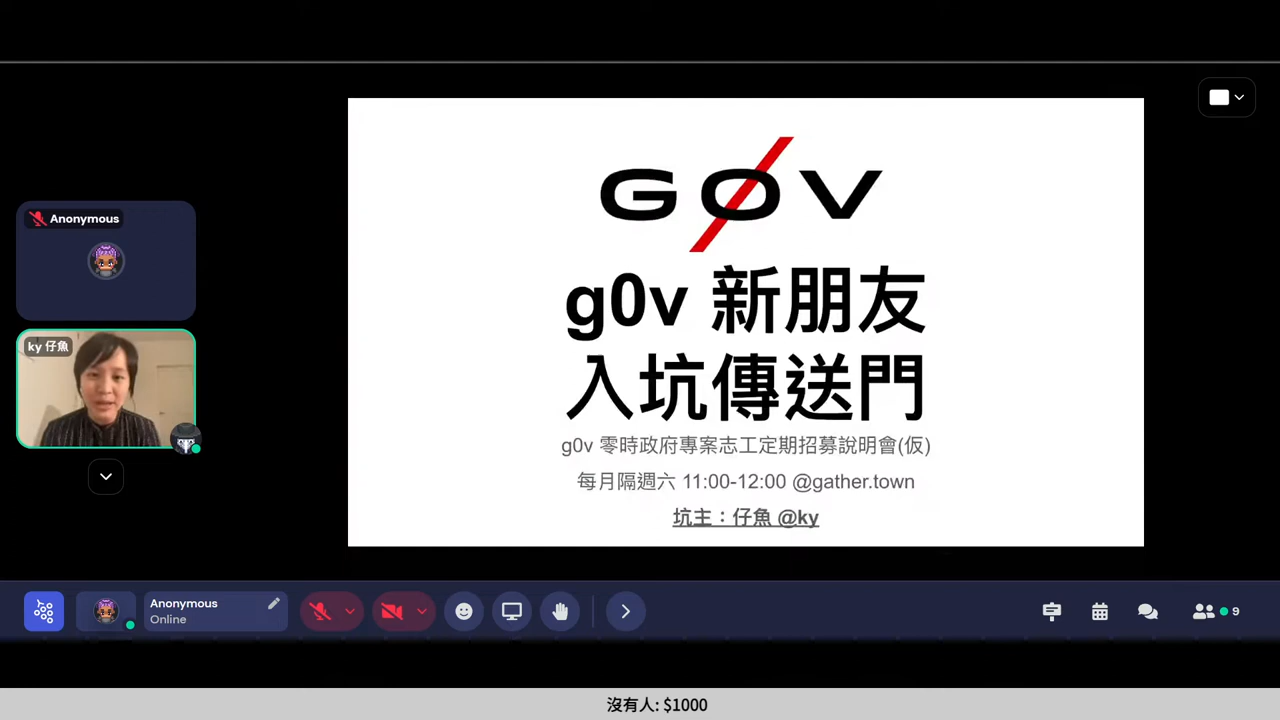 Anonymous
ky 仔魚
GOV
g0v 新朋友
入坑傳送門
g0v 零時政府專案志工定期招募說明會(仮)
每月隔週六 11:00-12:00 @gather.town
坑主：仔魚 @ky
Anonymous
Online
9
沒有人: $1000